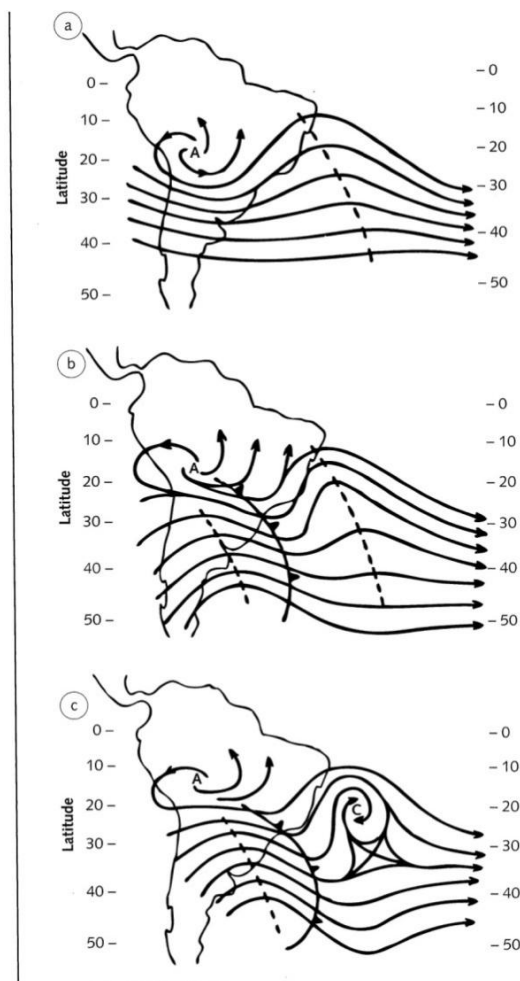 a
0 – – 0
10 – – 10
A
20 – – 20
Latitude
30 – – 30
40 – – 40
50 – – 50
b
0 – – 0
10 – – 10
A
20 – – 20
Latitude
30 – – 30
40 – – 40
50 – – 50
c
0 – – 0
10 – – 10
A
20 – C – 20
Latitude
30 – – 30
40 – – 40
50 – – 50